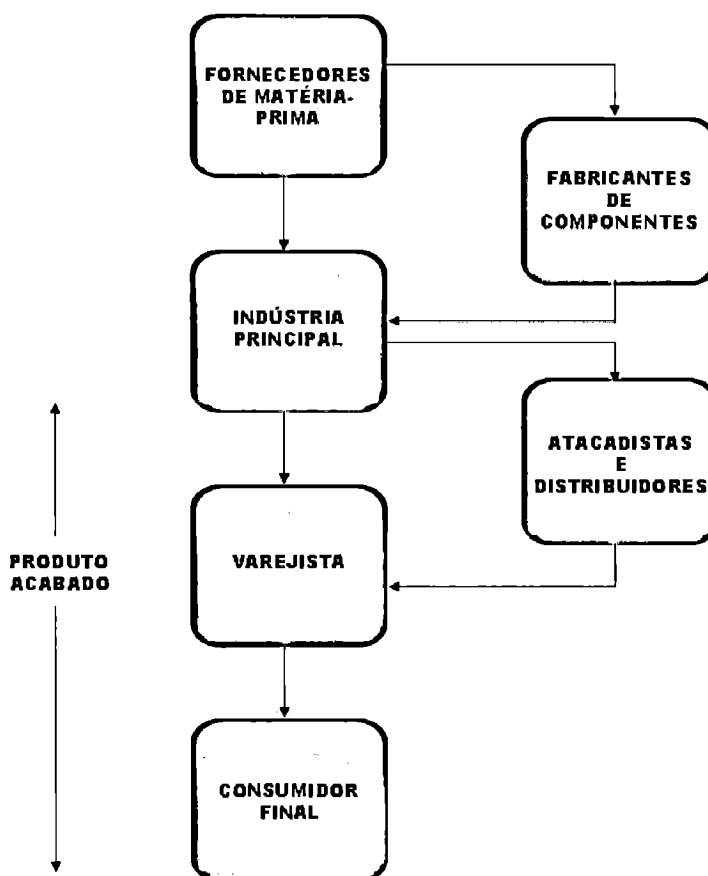 FORNECEDORES
DE MATÉRIA-
PRIMA
FABRICANTES
DE
COMPONENTES
INDÚSTRIA
PRINCIPAL
ATACADISTAS
E
DISTRIBUIDORES
PRODUTO
ACABADO
VAREJISTA
CONSUMIDOR
FINAL